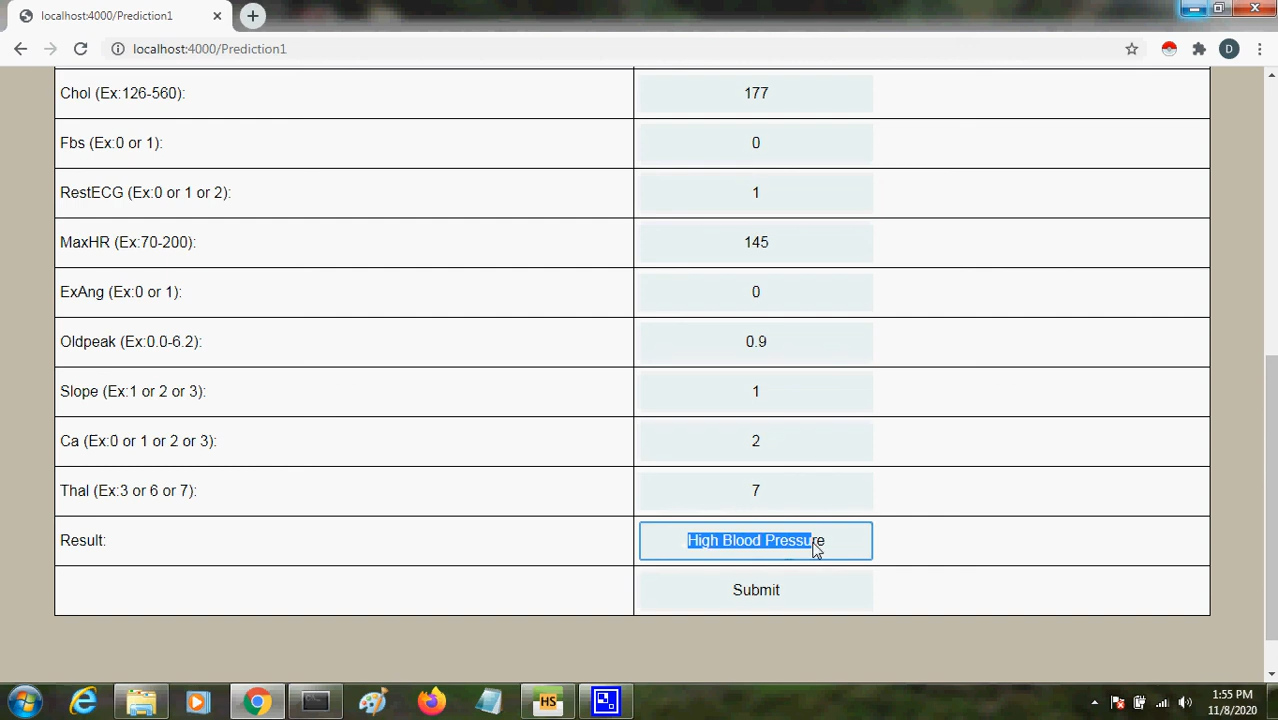 localhost:4000/Prediction1
localhost:4000/Prediction1
D
Chol (Ex:126-560):
177
Fbs (Ex:0 or 1):
0
RestECG (Ex:0 or 1 or 2):
1
MaxHR (Ex:70-200):
145
ExAng (Ex:0 or 1):
0
Oldpeak (Ex:0.0-6.2):
0.9
Slope (Ex:1 or 2 or 3):
1
Ca (Ex:0 or 1 or 2 or 3):
2
Thal (Ex:3 or 6 or 7):
7
Result:
High Blood Pressure
Submit
HS
1:55 PM
11/8/2020